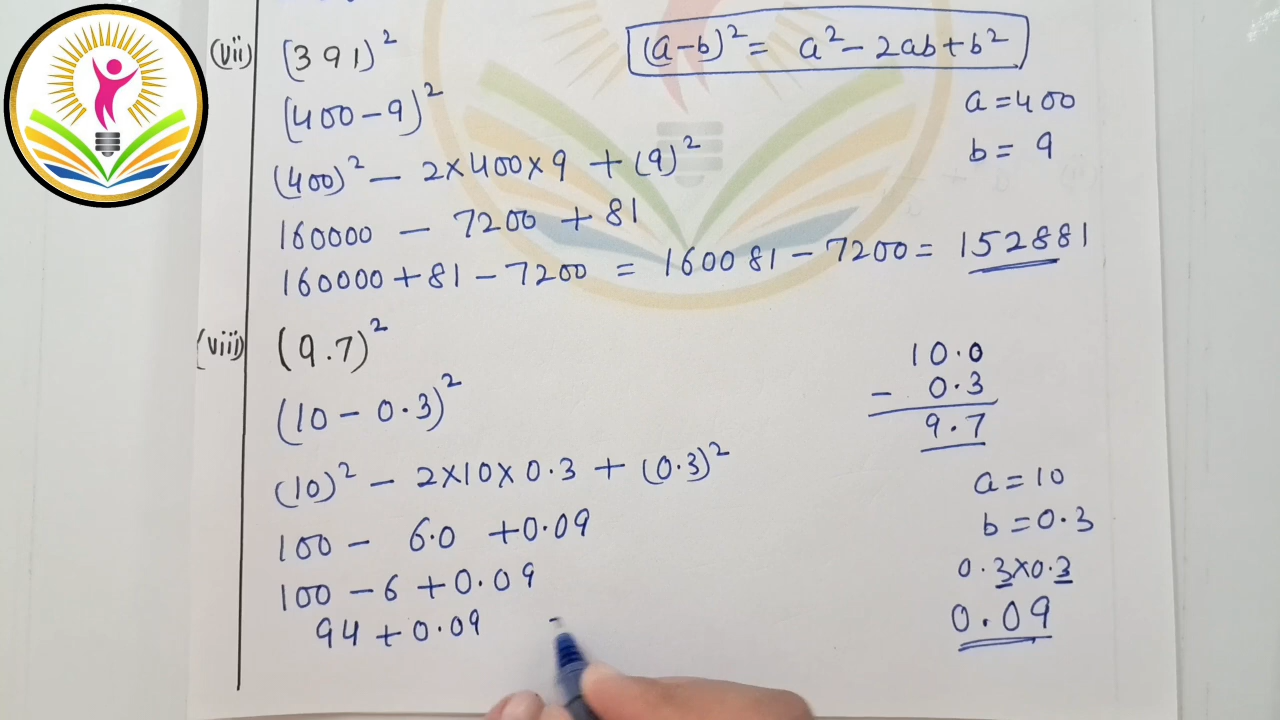 (vii) (391)²
(a-b)² = a² - 2ab + b²
(400-9)²
a = 400
b = 9
(400)² - 2×400×9 + (9)²
160000 - 7200 + 81
160000 + 81 - 7200 = 160081 - 7200 = 152881
(viii) (9.7)²
(10 - 0.3)²
10.0
- 0.3
9.7
(10)² - 2×10×0.3 + (0.3)²
a = 10
b = 0.3
100 - 6.0 + 0.09
0.3×0.3
0.09
100 - 6 + 0.09
94 + 0.09